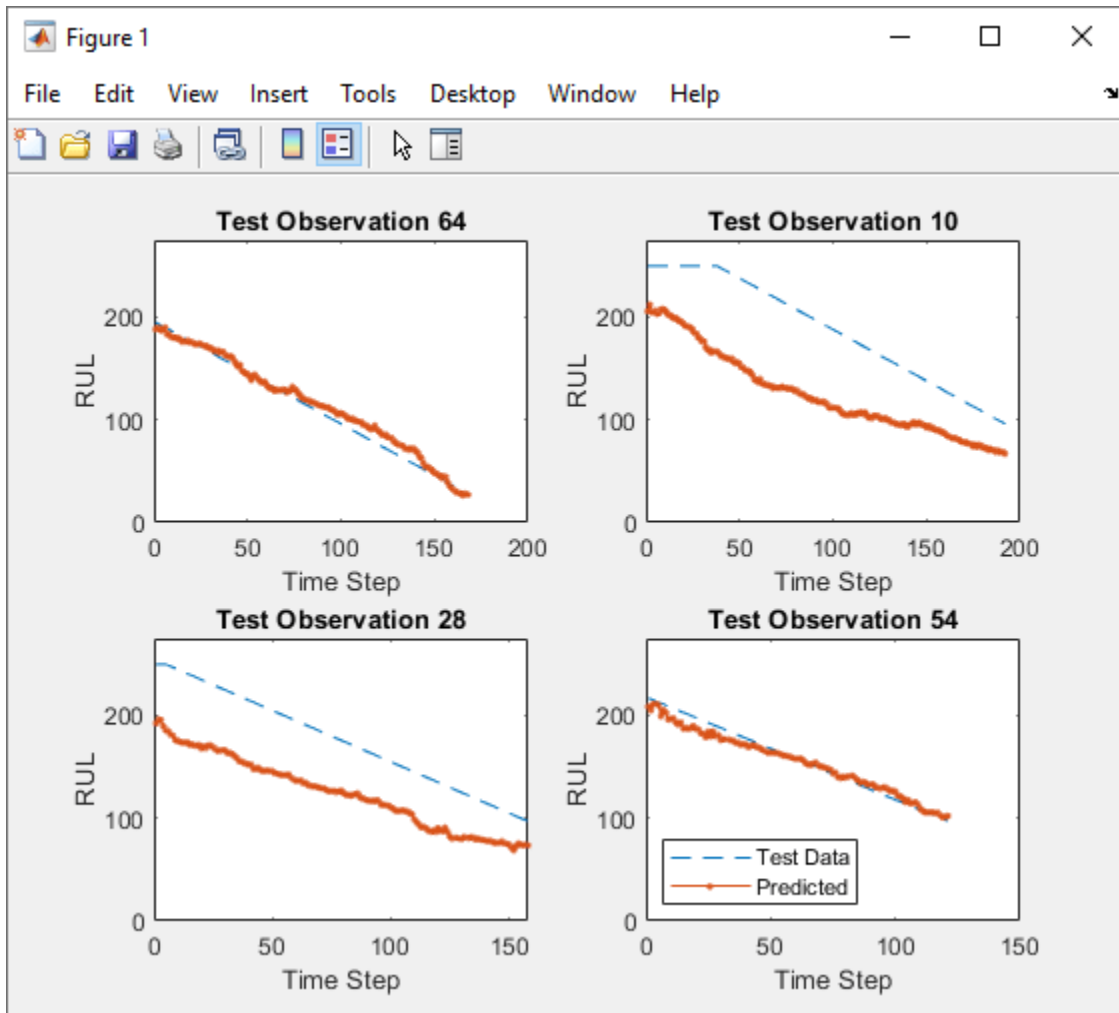 Figure 1
File Edit View Insert Tools Desktop Window Help
Test Observation 64
200
100
0
RUL
0 50 100 150 200
Time Step
Test Observation 10
200
100
0
RUL
0 50 100 150 200
Time Step
Test Observation 28
200
100
0
RUL
0 50 100 150
Time Step
Test Observation 54
200
100
0
RUL
Test Data
Predicted
0 50 100 150
Time Step